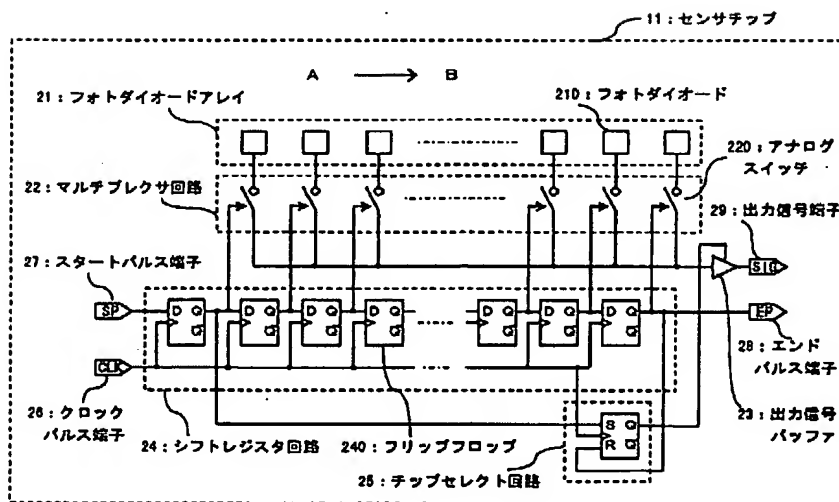 11：センサチップ
A → B
21：フォトダイオードアレイ
210：フォトダイオード
220：アナログ
スイッチ
22：マルチプレクサ回路
29：出力信号端子
27：スタートパルス端子
SP
D Q Q
D Q Q
D Q Q
D Q Q
D Q Q
D Q Q
D Q Q
SIG
EP
CLK
28：エンド
パルス端子
26：クロック
パルス端子
24：シフトレジスタ回路
240：フリップフロップ
S Q
R Q
25：チップセレクト回路
23：出力信号
バッファ